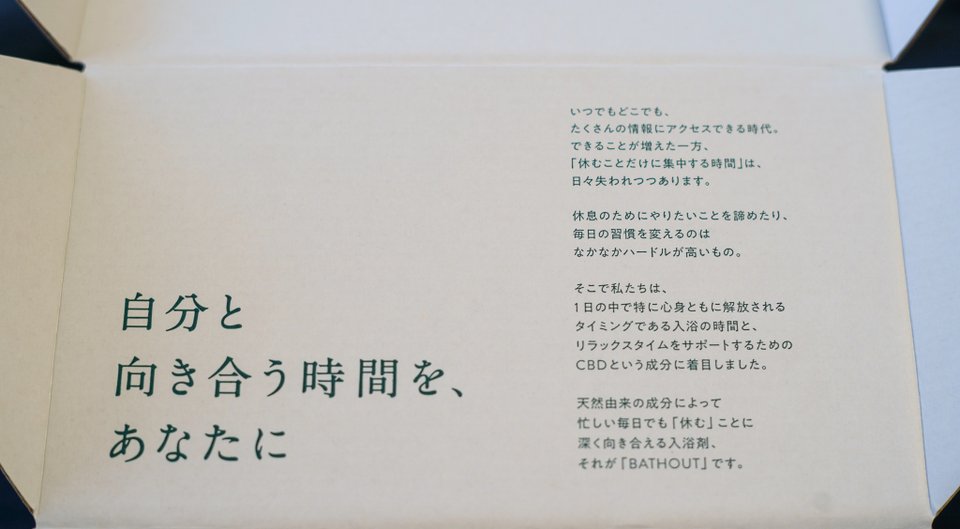 自分と
向き合う時間を、
あなたに
いつでもどこでも、
たくさんの情報にアクセスできる時代。
できることが増えた一方、
「休むことだけに集中する時間」は、
日々失われつつあります。
休息のためにやりたいことを諦めたり、
毎日の習慣を変えるのは
なかなかハードルが高いもの。
そこで私たちは、
1日の中で特に心身ともに解放される
タイミングである入浴の時間と、
リラックスタイムをサポートするための
CBDという成分に着目しました。
天然由来の成分によって
忙しい毎日でも「休む」ことに
深く向き合える入浴剤、
それが「BATHOUT」です。